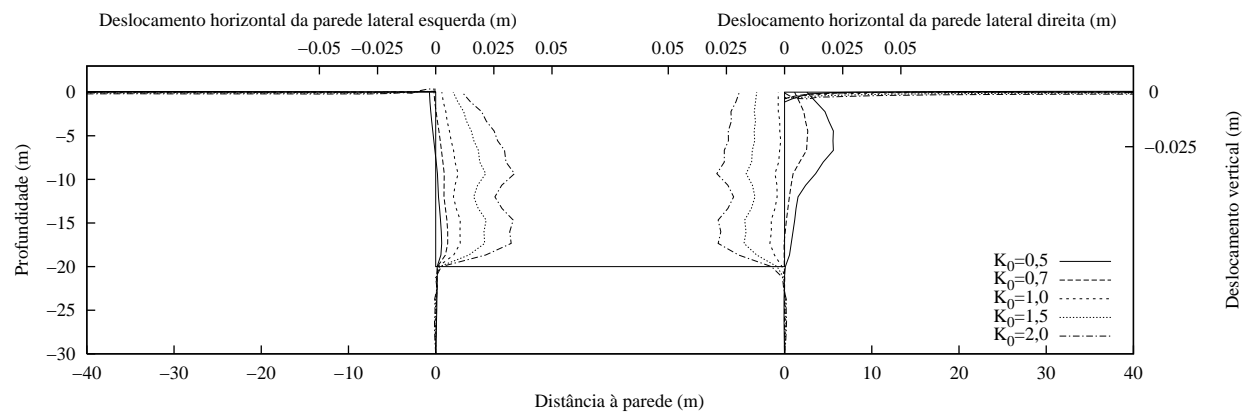 Deslocamento horizontal da parede lateral esquerda (m) Deslocamento horizontal da parede lateral direita (m)
−0.05 −0.025 0 0.025 0.05 0.05 0.025 0 0.025 0.05
0
−5
−10
−15
−20
−25
−30
Profundidade (m)
0
−0.025
Deslocamento vertical (m)
K0=0,5
K0=0,7
K0=1,0
K0=1,5
K0=2,0
−40 −30 −20 −10 0 0 10 20 30 40
Distância à parede (m)